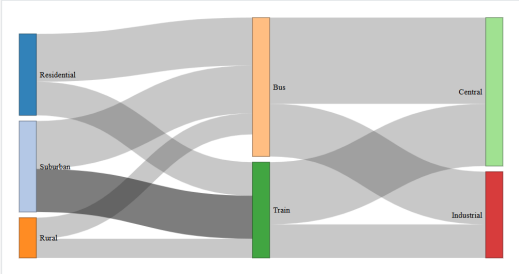 Residential
Bus
Central
Suburban
Train
Industrial
Rural